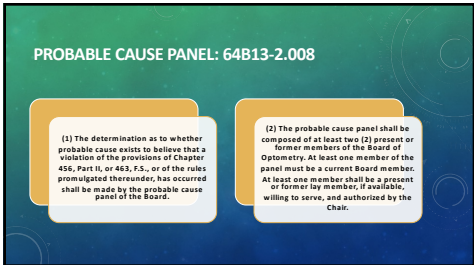 PROBABLE CAUSE PANEL: 64B13-2.008
(1) The determination as to whether
probable cause exists to believe that a
violation of the provisions of Chapter
456, Part II, or 463, F.S., or of the rules
promulgated thereunder, has occurred
shall be made by the probable cause
panel of the Board.
(2) The probable cause panel shall be
composed of at least two (2) present or
former members of the Board of
Optometry. At least one member of the
panel must be a current Board member.
At least one member shall be a present
or former lay member, if available,
willing to serve, and authorized by the
Chair.